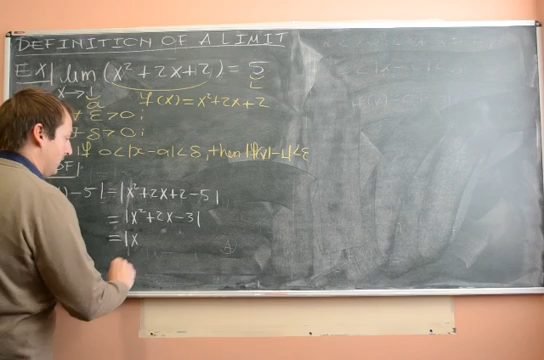 DEFINITION OF A LIMIT
EX| lim (x² + 2x + 2) = 5
x→1 L
a f(x) = x² + 2x + 2
ε > 0 ;
δ > 0 ;
If 0 < |x - a| < δ, then |f(x) - L| < ε
- 5| = |x² + 2x + 2 - 5|
= |x² + 2x - 3|
= |x